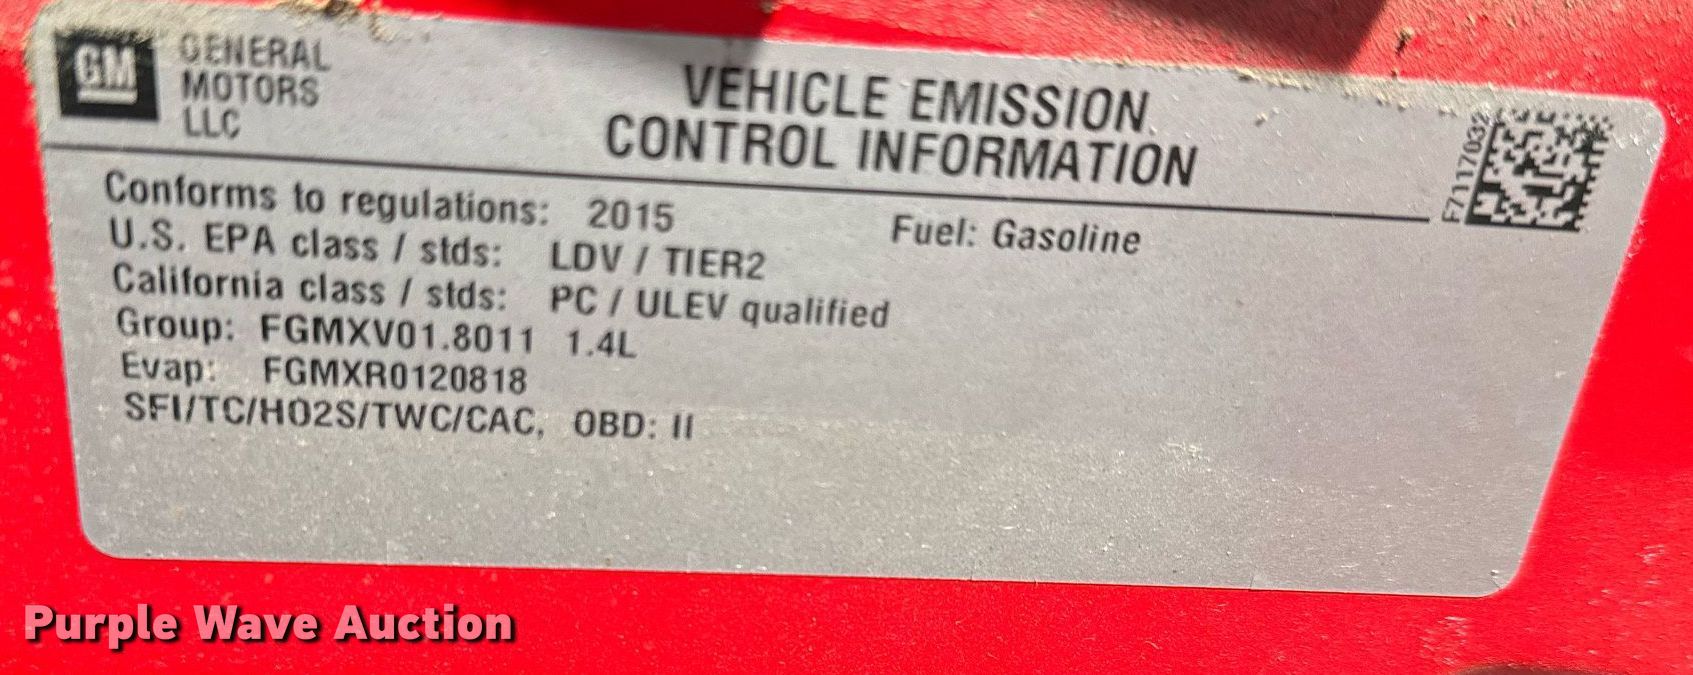 GM
GENERAL
MOTORS
LLC
VEHICLE EMISSION
CONTROL INFORMATION
F7117032
Conforms to regulations: 2015 Fuel: Gasoline
U.S. EPA class / stds: LDV / TIER2
California class / stds: PC / ULEV qualified
Group: FGMXV01.8011 1.4L
Evap: FGMXR0120818
SFI/TC/HO2S/TWC/CAC, OBD: II
Purple Wave Auction